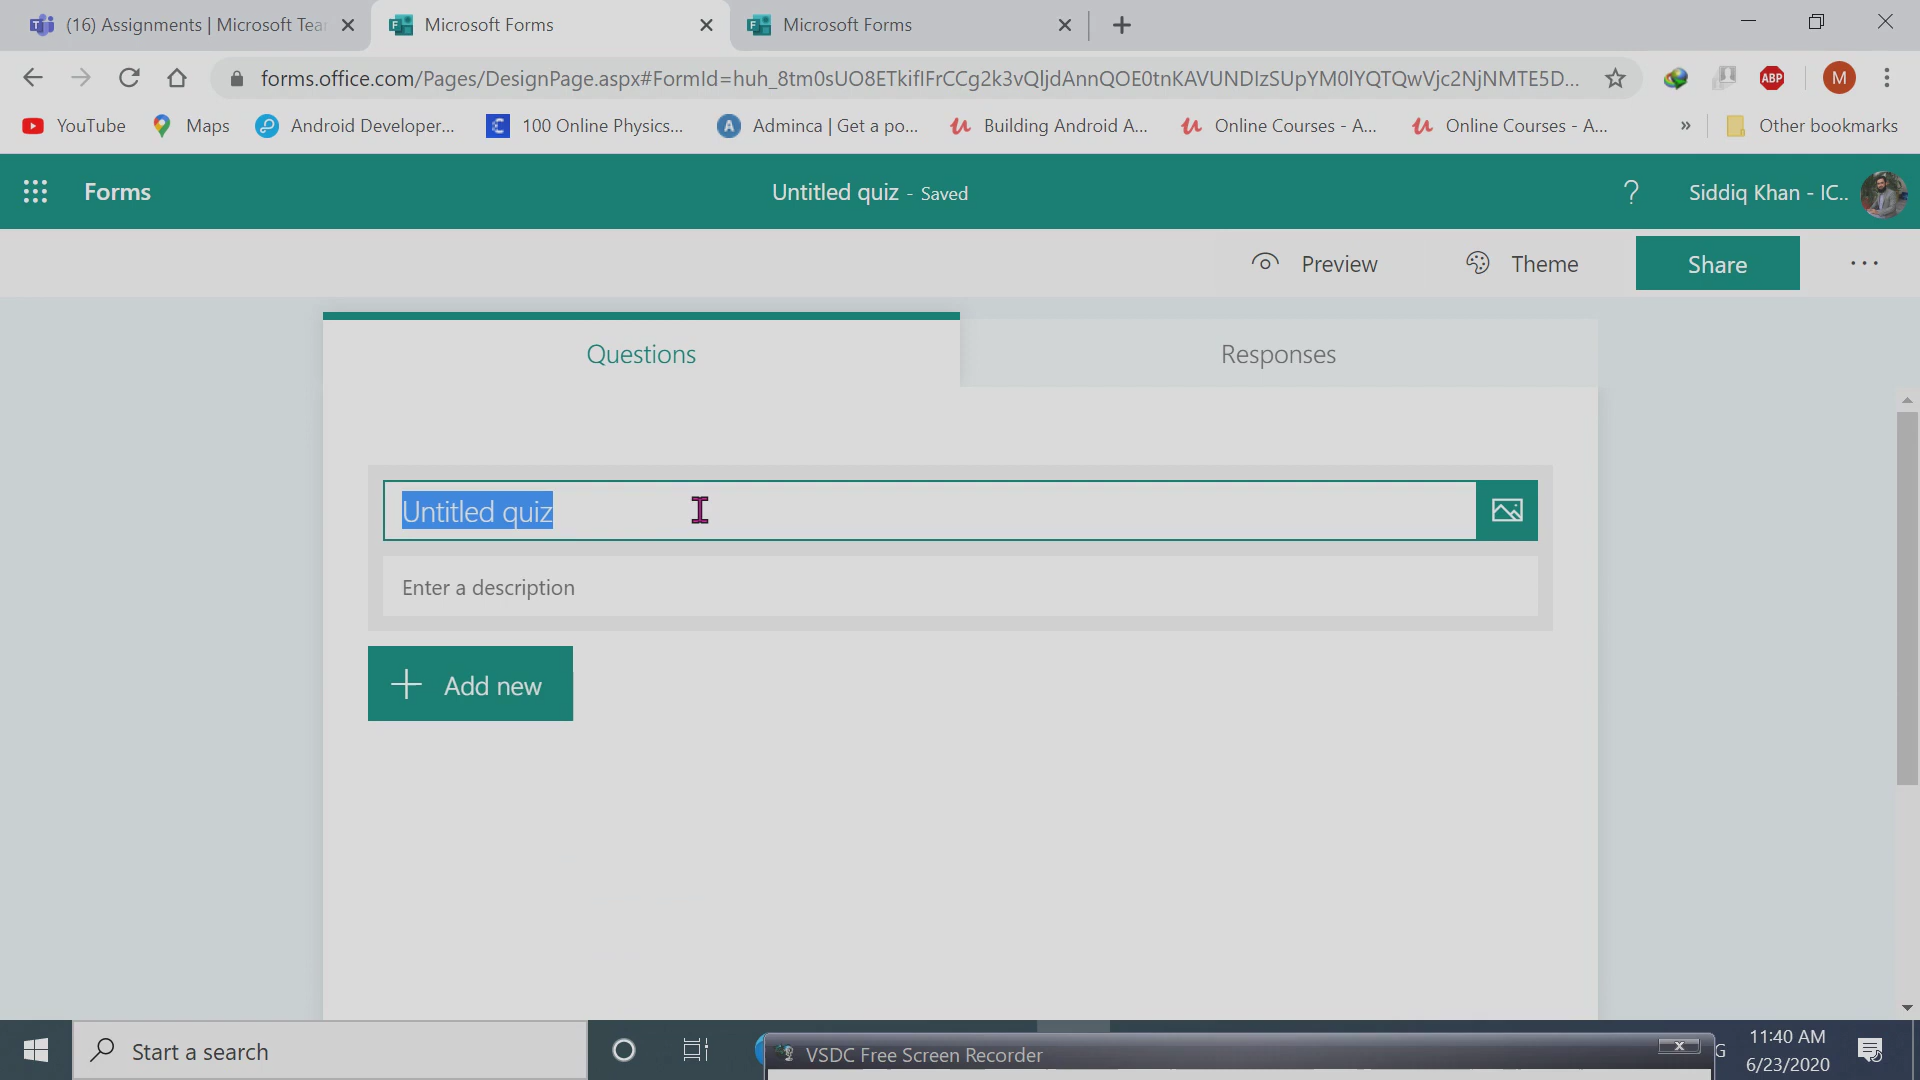 (16) Assignments | Microsoft Tea
Microsoft Forms
Microsoft Forms
forms.office.com/Pages/DesignPage.aspx#FormId=huh_8tm0sUO8ETkifIFrCCg2k3vQljdAnnQOE0tnKAVUNDIzSUpYM0lYQTQwVjc2NjNMTE5D...
ABP
M
YouTube
Maps
Android Developer...
100 Online Physics...
Adminca | Get a po...
Building Android A...
Online Courses - A...
Online Courses - A...
»
Other bookmarks
Forms
Untitled quiz - Saved
?
Siddiq Khan - IC..
Preview
Theme
Share
...
Questions
Responses
Untitled quiz
Enter a description
Add new
Start a search
VSDC Free Screen Recorder
G
11:40 AM
6/23/2020